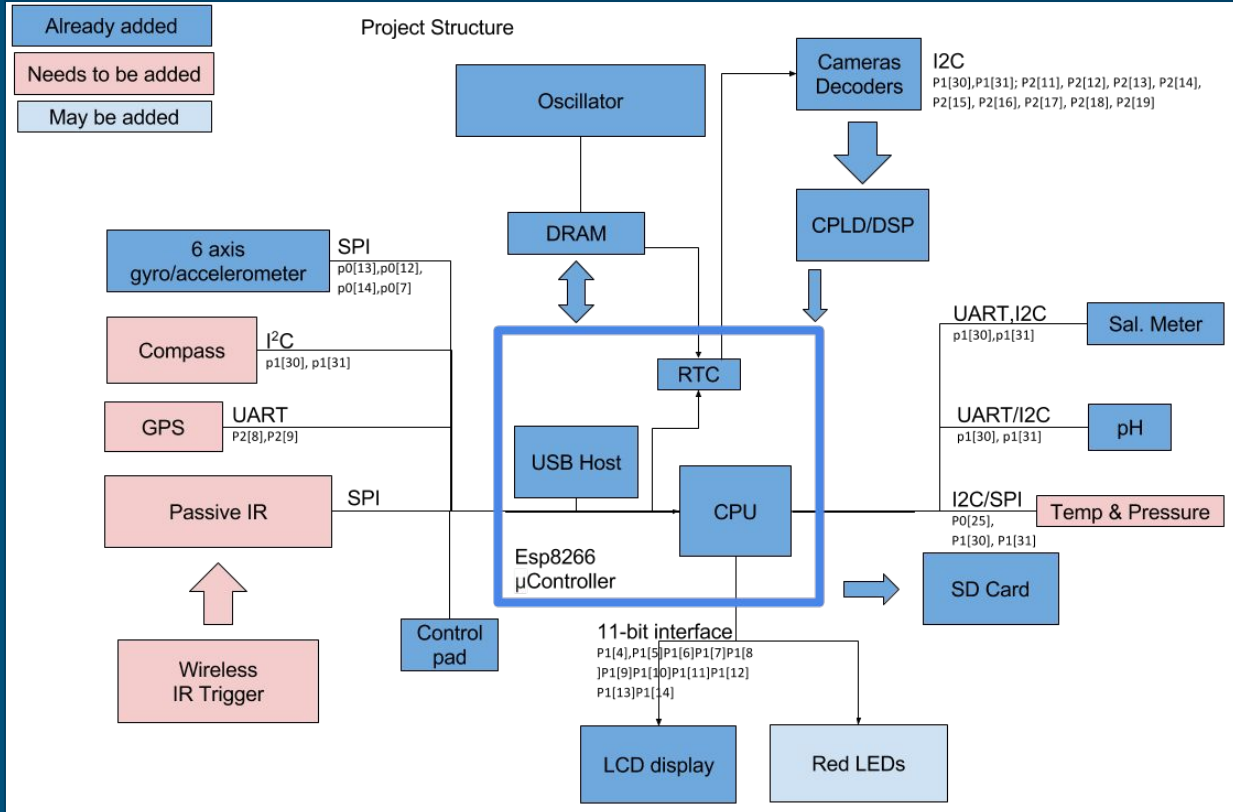 Already added
Project Structure
Needs to be added
May be added
Oscillator
Cameras
Decoders
I2C
P1[30],P1[31]; P2[11], P2[12], P2[13], P2[14],
P2[15], P2[16], P2[17], P2[18], P2[19]
DRAM
CPLD/DSP
6 axis
gyro/accelerometer
SPI
p0[13],p0[12],
p0[14],p0[7]
Compass
I²C
p1[30], p1[31]
GPS
UART
P2[8],P2[9]
Passive IR
SPI
Wireless
IR Trigger
Control
pad
RTC
USB Host
CPU
Esp8266
µController
UART,I2C
p1[30],p1[31]
Sal. Meter
UART/I2C
p1[30], p1[31]
pH
I2C/SPI
P0[25],
P1[30], P1[31]
Temp & Pressure
SD Card
11-bit interface
P1[4],P1[5]P1[6]P1[7]P1[8
]P1[9]P1[10]P1[11]P1[12]
P1[13]P1[14]
LCD display
Red LEDs